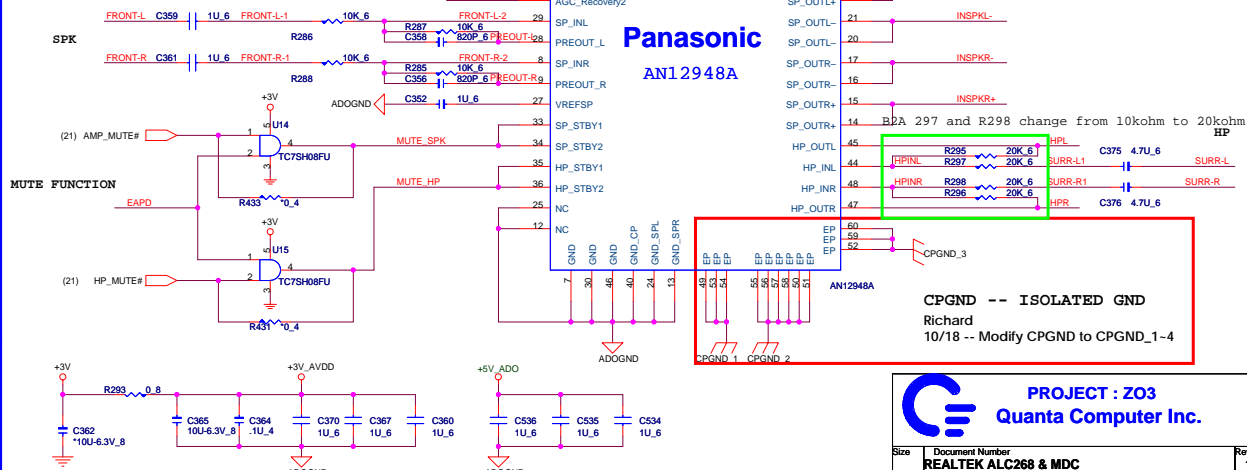 AGC_Recovery2
SP_OUTL+
FRONT-L
C359
1U_6
FRONT-L-1
10K_6
FRONT-L-2
29
SP_INL
Panasonic
SP_OUTL–
21
INSPKL-
R287
10K_6
SPK
R286
C358
820P_6
PREOUT-L
28
PREOUT_L
SP_OUTL–
20
FRONT-R
C361
1U_6
FRONT-R-1
10K_6
FRONT-R-2
8
SP_INR
AN12948A
SP_OUTR–
17
INSPKR-
R285
10K_6
R288
C356
820P_6
PREOUT-R
9
PREOUT_R
SP_OUTR–
16
ADOGND
C352
1U_6
27
VREFSP
SP_OUTR+
15
INSPKR+
+3V
33
SP_STBY1
SP_OUTR+
14
B2A 297 and R298 change from 10kohm to 20kohm
HP
(21) AMP_MUTE#
1
2
5
U14
4
3
TC7SH08FU
MUTE_SPK
34
SP_STBY2
HP_OUTL
45
R295
20K_6
HPL
C375
4.7U_6
35
HP_STBY1
HP_INL
44
HPINL
R297
20K_6
SURR-L1
SURR-L
MUTE FUNCTION
MUTE_HP
36
HP_STBY2
HP_INR
48
HPINR
R298
20K_6
SURR-R1
SURR-R
EAPD
R433
*0_4
25
NC
HP_OUTR
47
R296
20K_6
HPR
C376
4.7U_6
+3V
12
NC
EP
60
EP
59
EP
52
CPGND_3
5
U15
1
2
4
3
TC7SH08FU
(21) HP_MUTE#
R431
*0_4
GND
GND
GND
GND_CP
GND_SPL
GND_SPR
EP
EP
EP
EP
EP
EP
EP
EP
EP
7
30
46
40
24
13
49
53
54
55
56
57
58
50
51
AN12948A
CPGND -- ISOLATED GND
Richard
10/18 -- Modify CPGND to CPGND_1~4
ADOGND
CPGND_1
CPGND_2
+3V
R293
0_8
+3V_AVDD
+5V_ADO
C362
*10U-6.3V_8
C365
10U-6.3V_8
C364
.1U_4
C370
1U_6
C367
1U_6
C360
1U_6
C536
1U_6
C535
1U_6
C534
1U_6
PROJECT : ZO3
Quanta Computer Inc.
Size
Document Number
REALTEK ALC268 & MDC